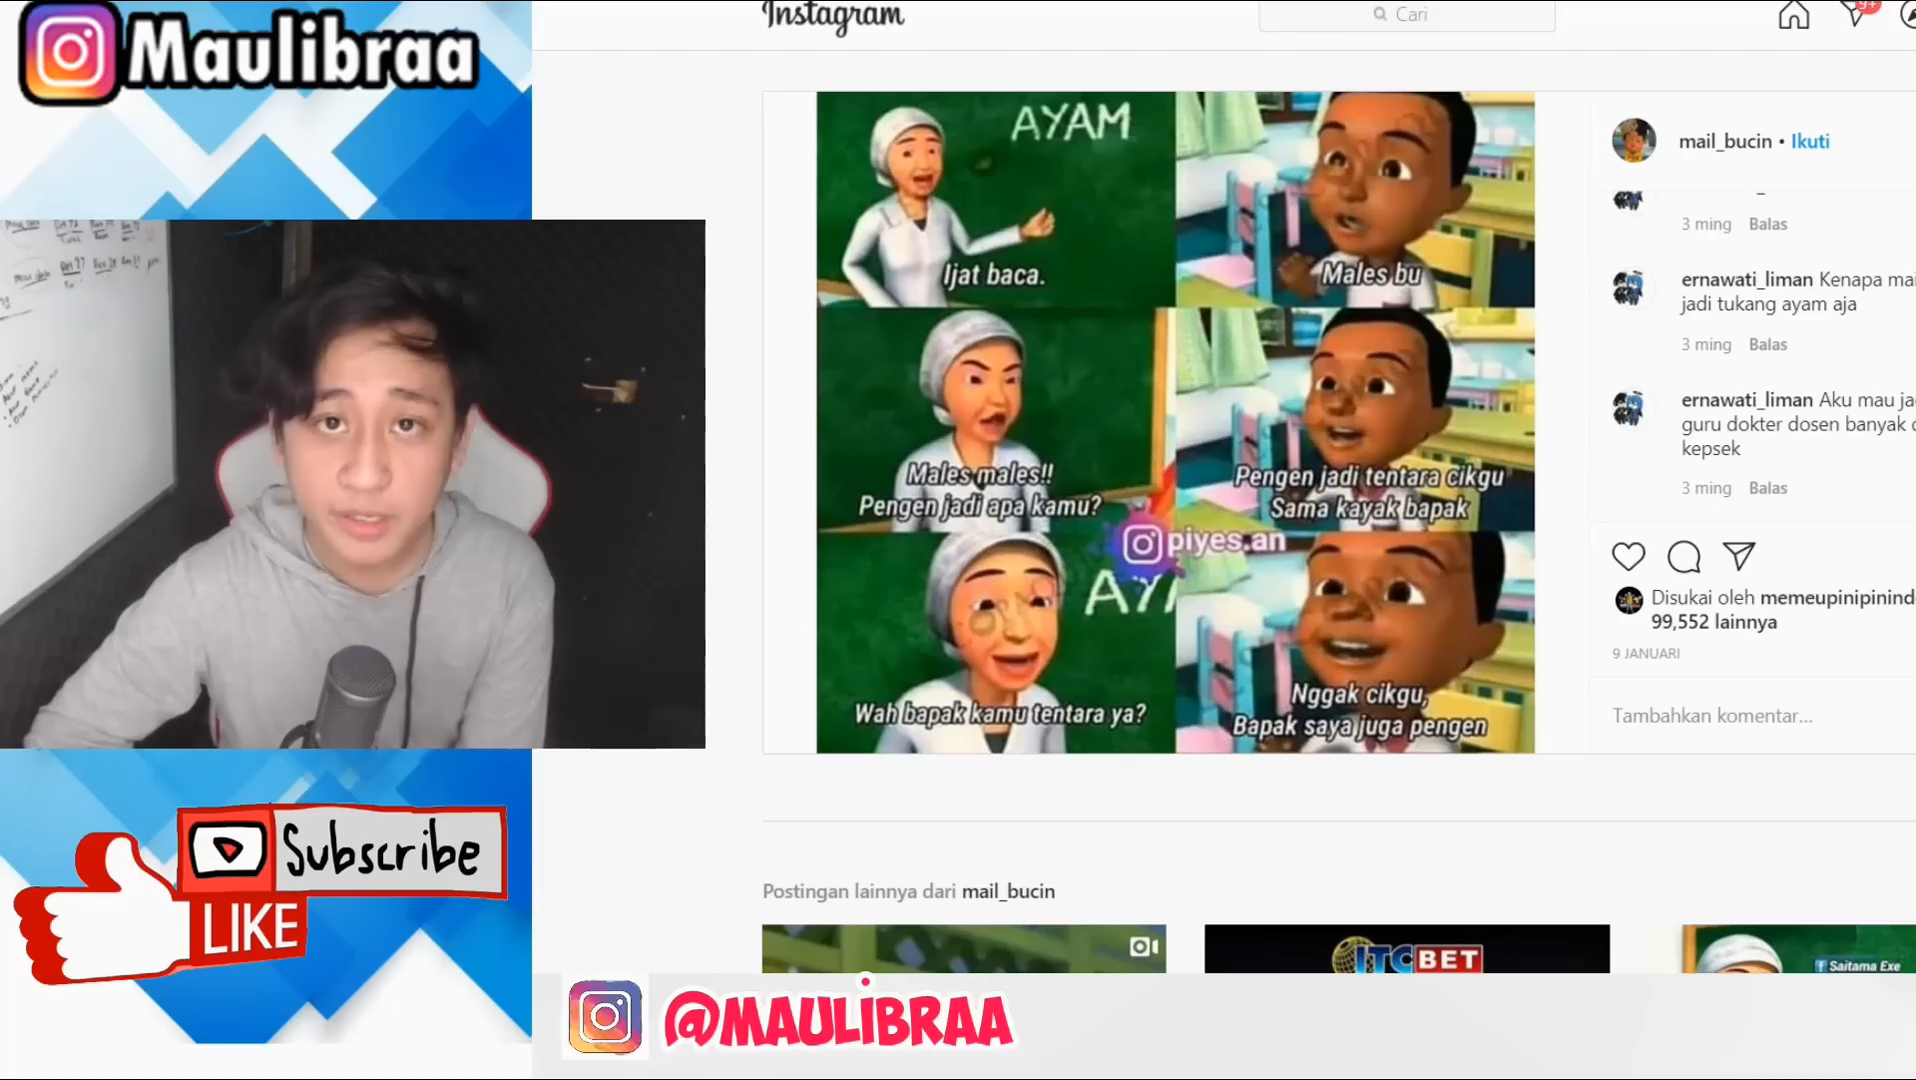 Maulibraa
Instagram
Cari
9+
AYAM
Ijat baca.
Males bu
Males males!!
Pengen jadi apa kamu?
Pengen jadi tentara cikgu
Sama kayak bapak
piyes.an
AYA
Wah bapak kamu tentara ya?
Nggak cikgu,
Bapak saya juga pengen
mail_bucin • Ikuti
3 ming Balas
ernawati_liman Kenapa mai
jadi tukang ayam aja
3 ming Balas
ernawati_liman Aku mau ja
guru dokter dosen banyak
kepsek
3 ming Balas
Disukai oleh memeupinipinind
99,552 lainnya
9 JANUARI
Tambahkan komentar...
Subscribe
LIKE
Postingan lainnya dari mail_bucin
ITCBET
Saitama Exe
@MAULIBRAA